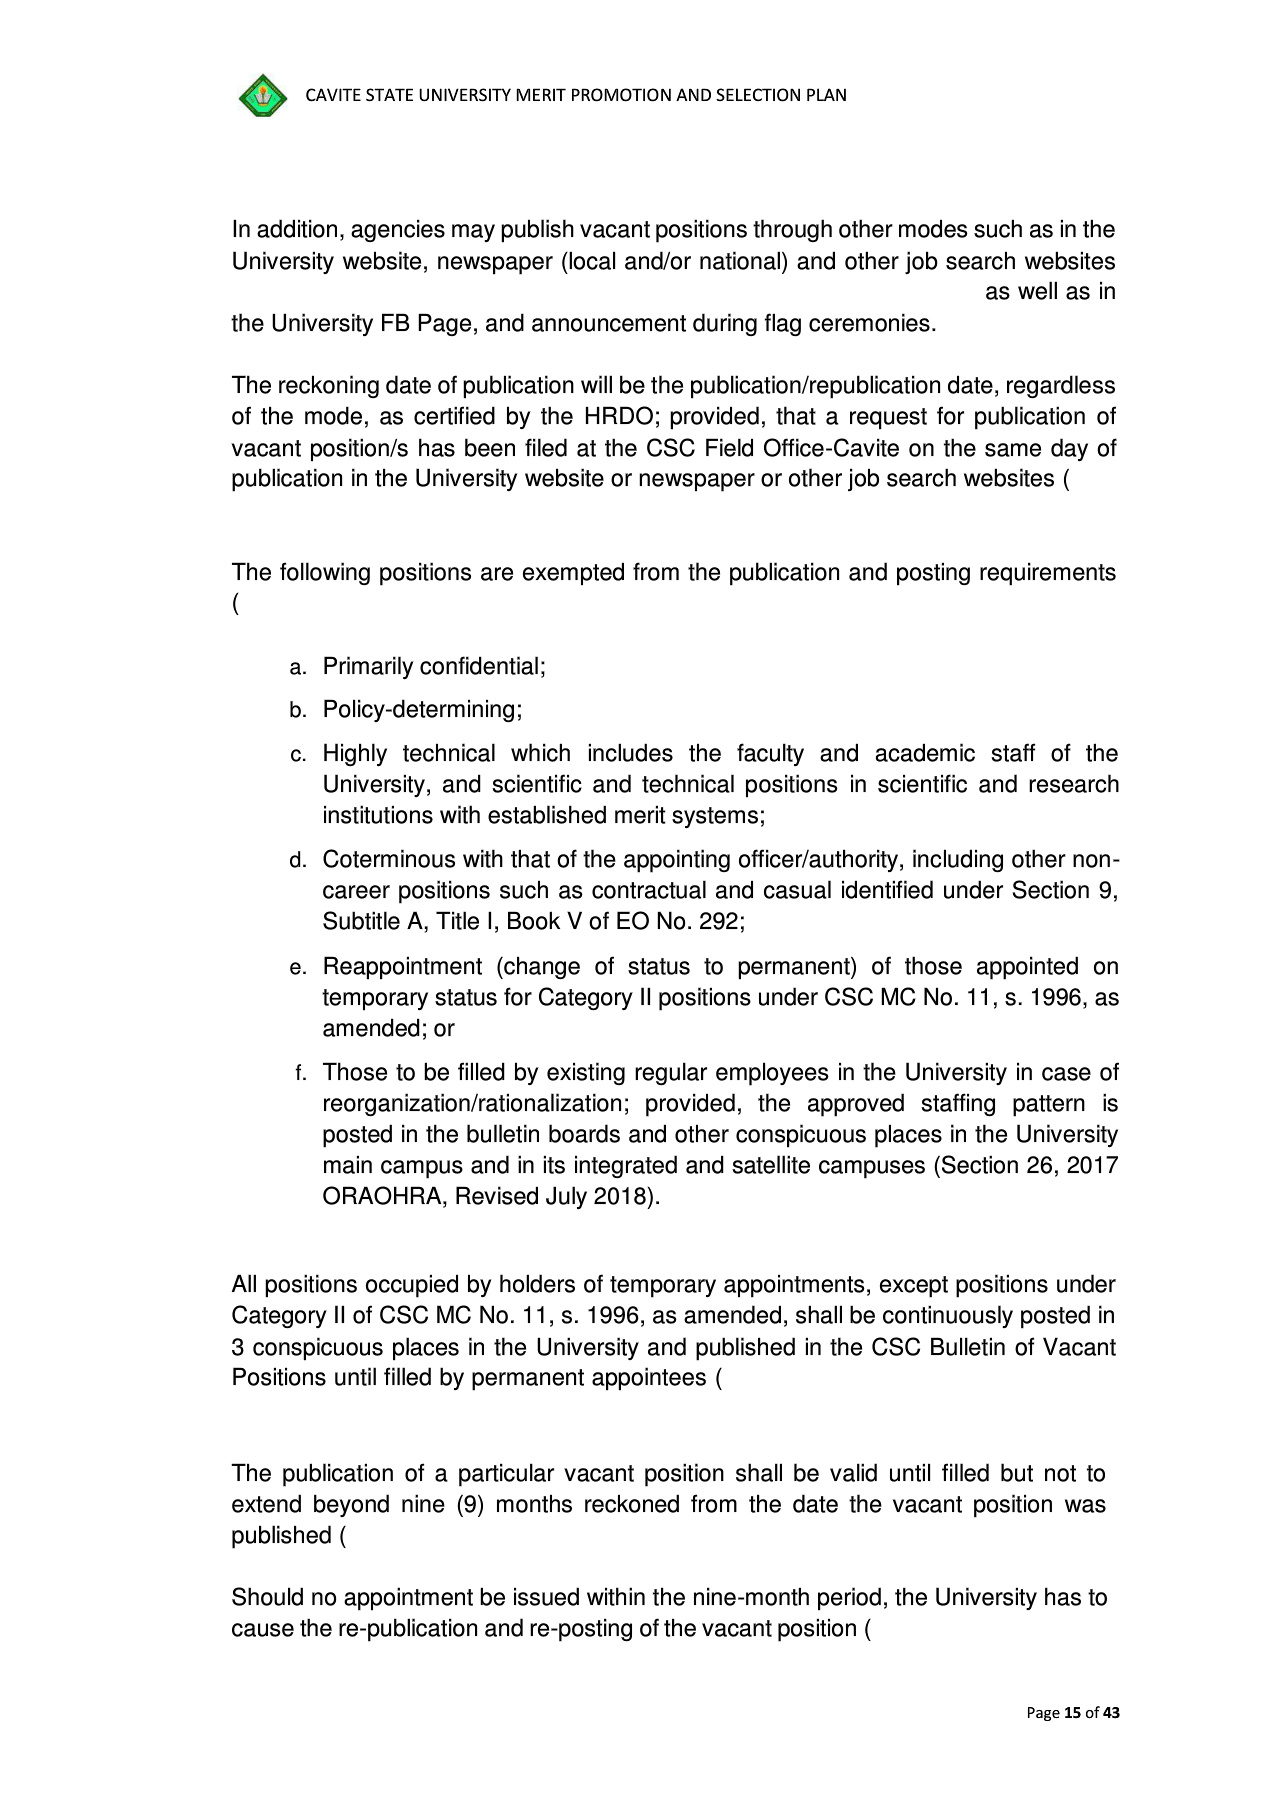 CAVITE STATE UNIVERSITY MERIT PROMOTION AND SELECTION PLAN
In addition, agencies may publish vacant positions through other modes such as in the
University website, newspaper (local and/or national) and other job search websites
as well as in
the University FB Page, and announcement during flag ceremonies.
The reckoning date of publication will be the publication/republication date, regardless
of the mode, as certified by the HRDO; provided, that a request for publication of
vacant position/s has been filed at the CSC Field Office-Cavite on the same day of
publication in the University website or newspaper or other job search websites (
The following positions are exempted from the publication and posting requirements
(
a. Primarily confidential;
b. Policy-determining;
c. Highly technical which includes the faculty and academic staff of the
University, and scientific and technical positions in scientific and research
institutions with established merit systems;
d. Coterminous with that of the appointing officer/authority, including other non-
career positions such as contractual and casual identified under Section 9,
Subtitle A, Title I, Book V of EO No. 292;
e. Reappointment (change of status to permanent) of those appointed on
temporary status for Category II positions under CSC MC No. 11, s. 1996, as
amended; or
f. Those to be filled by existing regular employees in the University in case of
reorganization/rationalization; provided, the approved staffing pattern is
posted in the bulletin boards and other conspicuous places in the University
main campus and in its integrated and satellite campuses (Section 26, 2017
ORAOHRA, Revised July 2018).
All positions occupied by holders of temporary appointments, except positions under
Category II of CSC MC No. 11, s. 1996, as amended, shall be continuously posted in
3 conspicuous places in the University and published in the CSC Bulletin of Vacant
Positions until filled by permanent appointees (
The publication of a particular vacant position shall be valid until filled but not to
extend beyond nine (9) months reckoned from the date the vacant position was
published (
Should no appointment be issued within the nine-month period, the University has to
cause the re-publication and re-posting of the vacant position (
Page 15 of 43